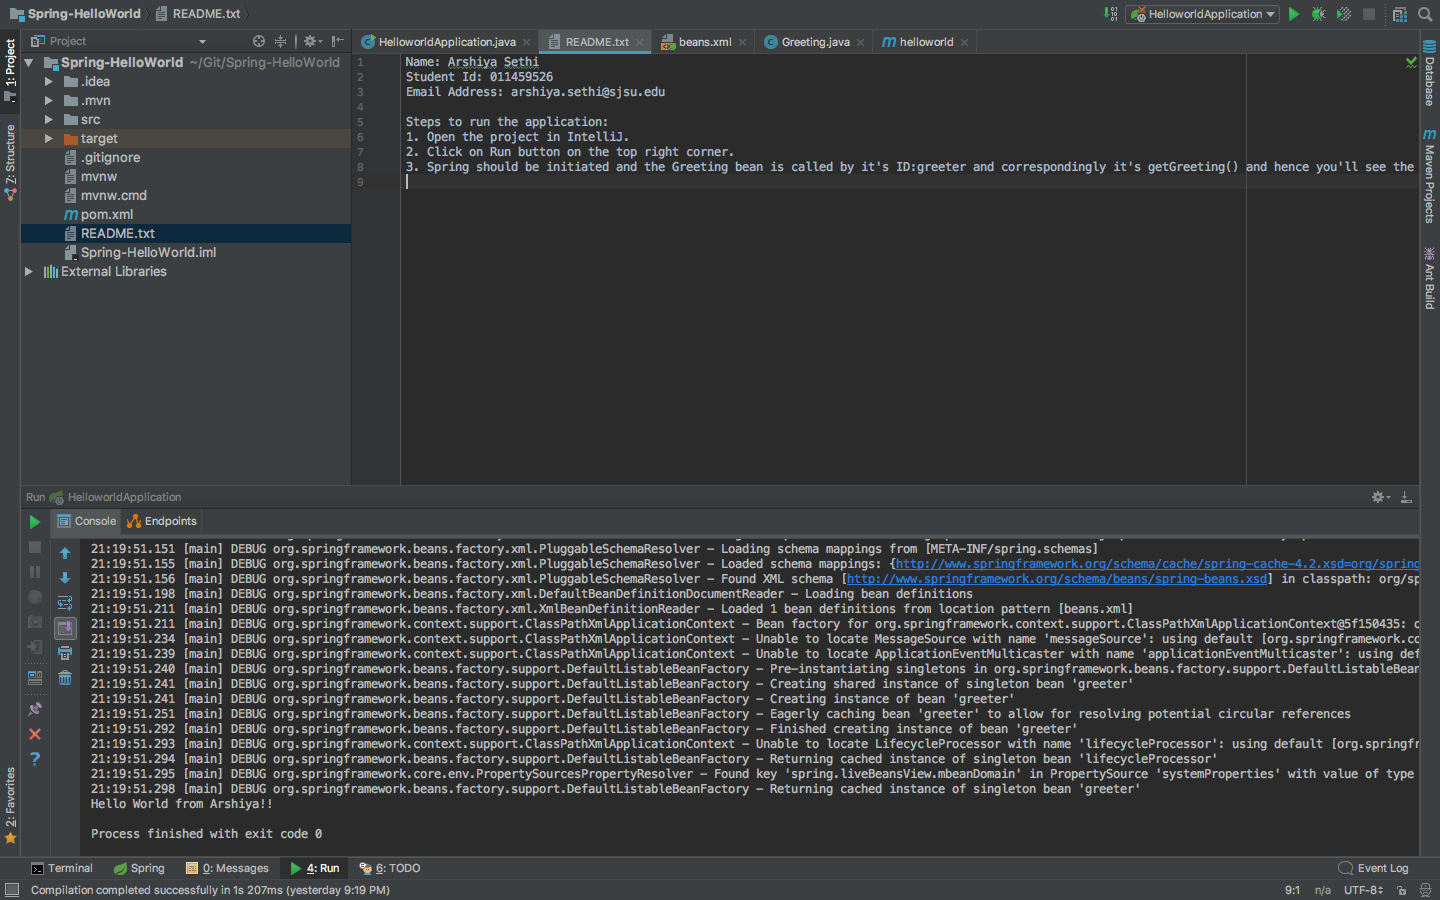 Spring-HelloWorld README.txt
HelloworldApplication
1: Project
Z: Structure
2: Favorites
Project
Spring-HelloWorld ~/Git/Spring-HelloWorld
.idea
.mvn
src
target
.gitignore
mvnw
mvnw.cmd
pom.xml
README.txt
Spring-HelloWorld.iml
External Libraries
HelloworldApplication.java README.txt beans.xml Greeting.java helloworld
1 Name: Arshiya Sethi
2 Student Id: 011459526
3 Email Address: arshiya.sethi@sjsu.edu
4
5 Steps to run the application:
6 1. Open the project in IntelliJ.
7 2. Click on Run button on the top right corner.
8 3. Spring should be initiated and the Greeting bean is called by it's ID:greeter and correspondingly it's getGreeting() and hence you'll see the
9
Database
Maven Projects
Ant Build
Run HelloworldApplication
Console Endpoints
21:19:51.151 [main] DEBUG org.springframework.beans.factory.xml.PluggableSchemaResolver - Loading schema mappings from [META-INF/spring.schemas]
21:19:51.155 [main] DEBUG org.springframework.beans.factory.xml.PluggableSchemaResolver - Loaded schema mappings: {http://www.springframework.org/schema/cache/spring-cache-4.2.xsd=org/spring
21:19:51.156 [main] DEBUG org.springframework.beans.factory.xml.PluggableSchemaResolver - Found XML schema [http://www.springframework.org/schema/beans/spring-beans.xsd] in classpath: org/sp
21:19:51.198 [main] DEBUG org.springframework.beans.factory.xml.DefaultBeanDefinitionDocumentReader - Loading bean definitions
21:19:51.211 [main] DEBUG org.springframework.beans.factory.xml.XmlBeanDefinitionReader - Loaded 1 bean definitions from location pattern [beans.xml]
21:19:51.211 [main] DEBUG org.springframework.context.support.ClassPathXmlApplicationContext - Bean factory for org.springframework.context.support.ClassPathXmlApplicationContext@5f150435: o
21:19:51.234 [main] DEBUG org.springframework.context.support.ClassPathXmlApplicationContext - Unable to locate MessageSource with name 'messageSource': using default [org.springframework.co
21:19:51.239 [main] DEBUG org.springframework.context.support.ClassPathXmlApplicationContext - Unable to locate ApplicationEventMulticaster with name 'applicationEventMulticaster': using def
21:19:51.240 [main] DEBUG org.springframework.beans.factory.support.DefaultListableBeanFactory - Pre-instantiating singletons in org.springframework.beans.factory.support.DefaultListableBean
21:19:51.241 [main] DEBUG org.springframework.beans.factory.support.DefaultListableBeanFactory - Creating shared instance of singleton bean 'greeter'
21:19:51.241 [main] DEBUG org.springframework.beans.factory.support.DefaultListableBeanFactory - Creating instance of bean 'greeter'
21:19:51.251 [main] DEBUG org.springframework.beans.factory.support.DefaultListableBeanFactory - Eagerly caching bean 'greeter' to allow for resolving potential circular references
21:19:51.292 [main] DEBUG org.springframework.beans.factory.support.DefaultListableBeanFactory - Finished creating instance of bean 'greeter'
21:19:51.293 [main] DEBUG org.springframework.context.support.ClassPathXmlApplicationContext - Unable to locate LifecycleProcessor with name 'lifecycleProcessor': using default [org.springfr
21:19:51.294 [main] DEBUG org.springframework.beans.factory.support.DefaultListableBeanFactory - Returning cached instance of singleton bean 'lifecycleProcessor'
21:19:51.295 [main] DEBUG org.springframework.core.env.PropertySourcesPropertyResolver - Found key 'spring.liveBeansView.mbeanDomain' in PropertySource 'systemProperties' with value of type
21:19:51.298 [main] DEBUG org.springframework.beans.factory.support.DefaultListableBeanFactory - Returning cached instance of singleton bean 'greeter'
Hello World from Arshiya!!
Process finished with exit code 0
Terminal Spring 0: Messages 4: Run 6: TODO Event Log
Compilation completed successfully in 1s 207ms (yesterday 9:19 PM) 9:1 n/a UTF-8